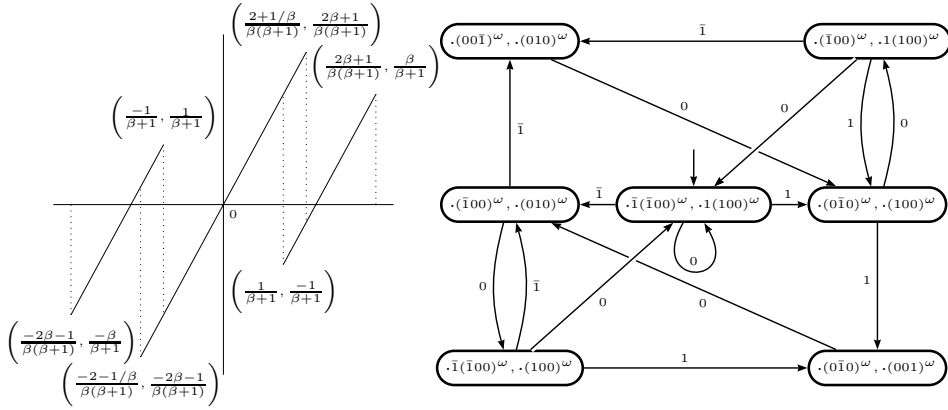 (2+1/β / β(β+1), 2β+1 / β(β+1))
(2β+1 / β(β+1), β / β+1)
(-1 / β+1, 1 / β+1)
0
(1 / β+1, -1 / β+1)
(-2β-1 / β(β+1), -β / β+1)
(-2-1/β / β(β+1), -2β-1 / β(β+1))
.(001̄)^ω, .(010)^ω
1̄
.(1̄00)^ω, .1(100)^ω
0
0
1
0
1̄
.(1̄00)^ω, .(010)^ω
1̄
.1̄(1̄00)^ω, .1(100)^ω
1
.(01̄0)^ω, .(100)^ω
0
0
1̄
0
0
1
.1̄(1̄00)^ω, .(100)^ω
1
.(01̄0)^ω, .(001)^ω